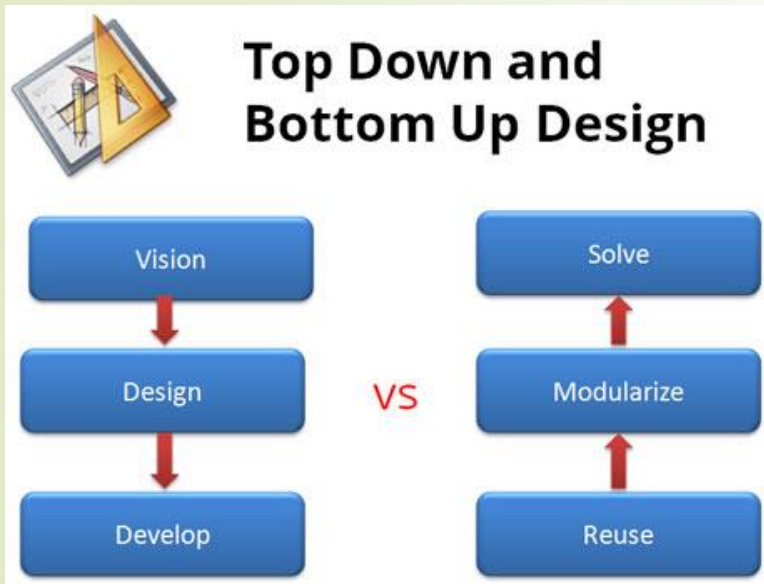 Top Down and
Bottom Up Design
Vision
Design
Develop
vs
Solve
Modularize
Reuse